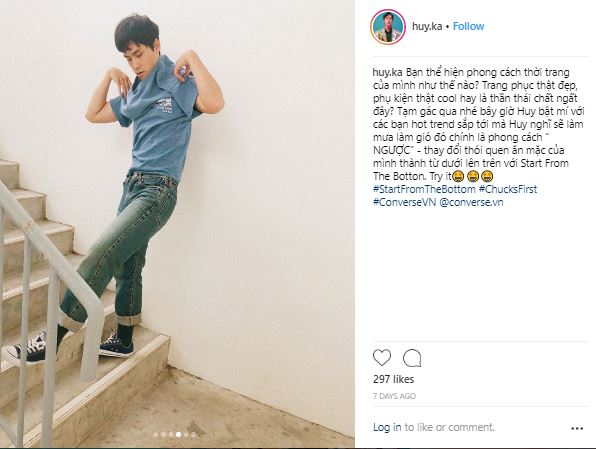 huy.ka • Follow
huy.ka Bạn thể hiện phong cách thời trang
của mình như thế nào? Trang phục thật đẹp,
phụ kiện thật cool hay là thần thái chất ngất
đây? Tạm gác qua nhé bây giờ Huy bật mí với
các bạn hot trend sắp tới mà Huy nghĩ sẽ làm
mưa làm gió đó chính là phong cách “
NGƯỢC” - thay đổi thói quen ăn mặc của
mình thành từ dưới lên trên với Start From
The Botton. Try it😄😄😄
#StartFromTheBottom #ChucksFirst
#ConverseVN @converse.vn
297 likes
7 DAYS AGO
Log in to like or comment.